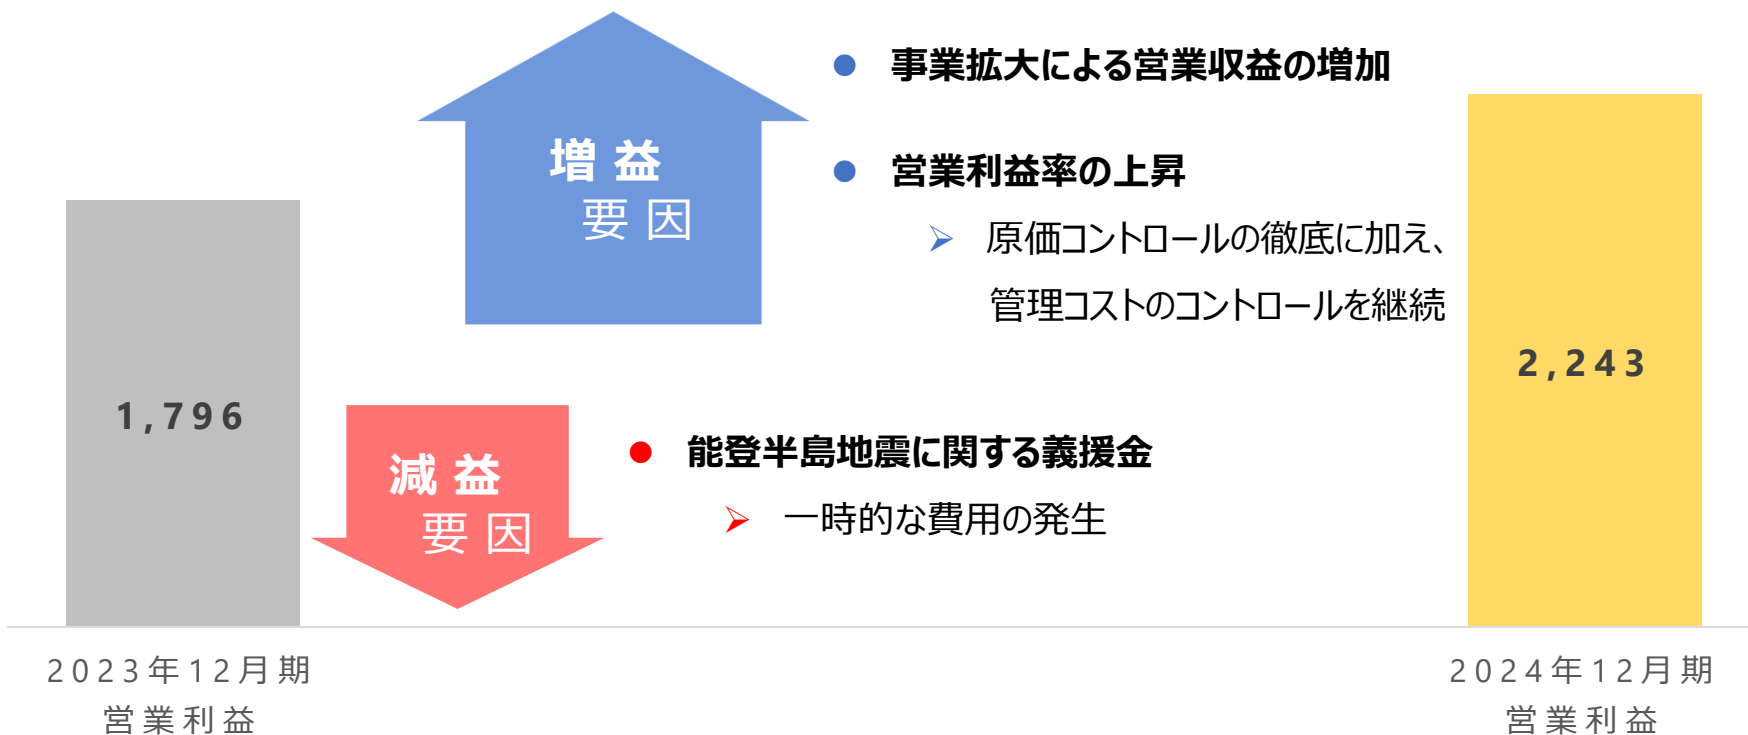 増益
要因
事業拡大による営業収益の増加
営業利益率の上昇
原価コントロールの徹底に加え、
管理コストのコントロールを継続
1,796
2,243
減益
要因
能登半島地震に関する義援金
一時的な費用の発生
2023年12月期
営業利益
2024年12月期
営業利益